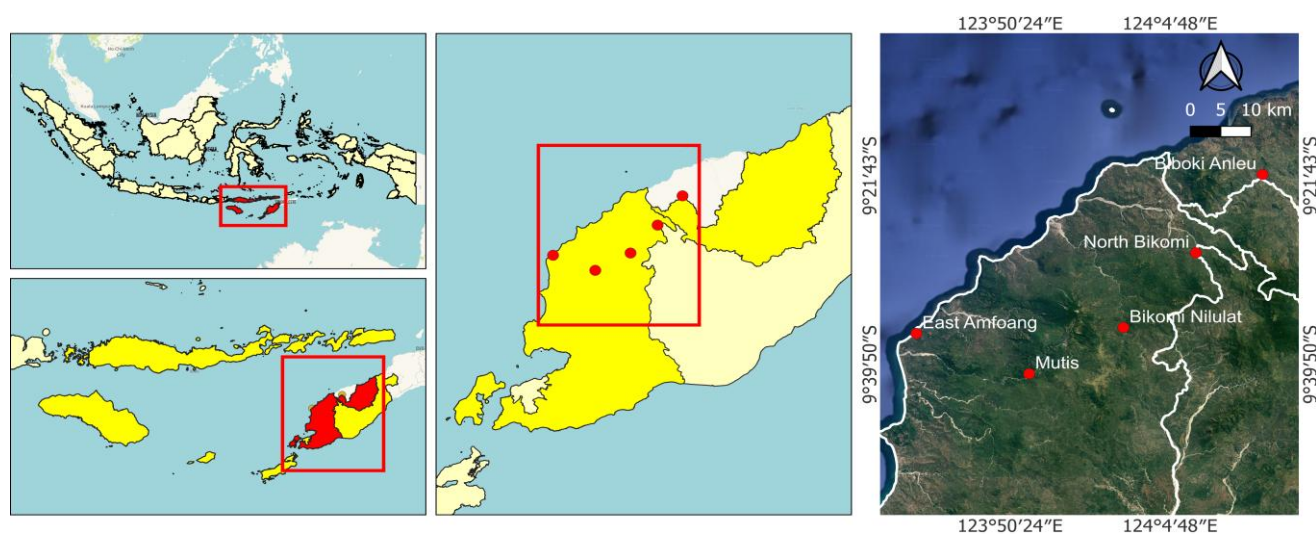 123°50′24″E 124°4′48″E
0 5 10 km
Biboki Anleu
9°21′43″S
9°21′43″S
North Bikomi
East Amfoang
Bikomi Nilulat
Mutis
9°39′50″S
9°39′50″S
123°50′24″E 124°4′48″E